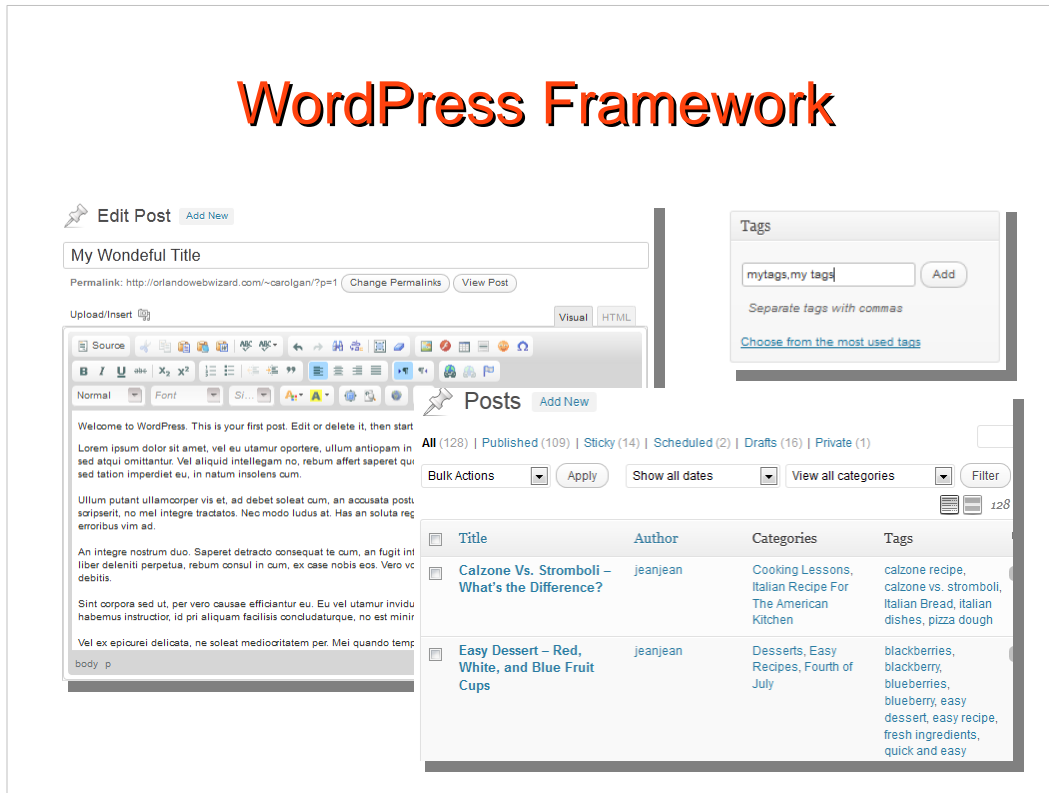 WordPress Framework
Edit Post Add New
My Wondeful Title
Permalink: http://orlandowebwizard.com/~carolgan/?p=1 Change Permalinks View Post
Upload/Insert Visual HTML
Source ABC ABC Ω
B I U abc X₂ X²
Normal Font Si... A A
Welcome to WordPress. This is your first post. Edit or delete it, then start
Lorem ipsum dolor sit amet, vel eu utamur oportere, ullum antiopam in
sed atqui omittantur. Vel aliquid intellegam no, rebum affert saperet
sed tation imperdiet eu, in natum insolens cum.
Ullum putant ullamcorper vis et, ad debet soleat cum, an accusata
scripserit, no mel integre tractatos. Nec modo ludus at. Has an soluta
erroribus vim ad.
An integre nostrum duo. Saperet detracto consequat te cum, an fugit
liber deleniti perpetua, rebum consul in cum, ex case nobis eos. Vero
debitis.
Sint corpora sed ut, per vero causae efficiantur eu. Eu vel utamur
habemus instructior, id pri aliquam facilisis concludaturque, no est
Vel ex epicurei delicata, ne soleat mediocritatem per. Mei quando
body p
Tags
mytags,my tags Add
Separate tags with commas
Choose from the most used tags
Posts Add New
All (128) | Published (109) | Sticky (14) | Scheduled (2) | Drafts (16) | Private (1)
Bulk Actions Apply Show all dates View all categories Filter
128
Title Author Categories Tags
Calzone Vs. Stromboli – jeanjean Cooking Lessons, calzone recipe,
What's the Difference? Italian Recipe For calzone vs. stromboli,
The American Italian Bread, italian
Kitchen dishes, pizza dough
Easy Dessert – Red, jeanjean Desserts, Easy blackberries,
White, and Blue Fruit Recipes, Fourth of blackberry,
Cups July blueberries,
blueberry, easy
dessert, easy recipe,
fresh ingredients,
quick and easy